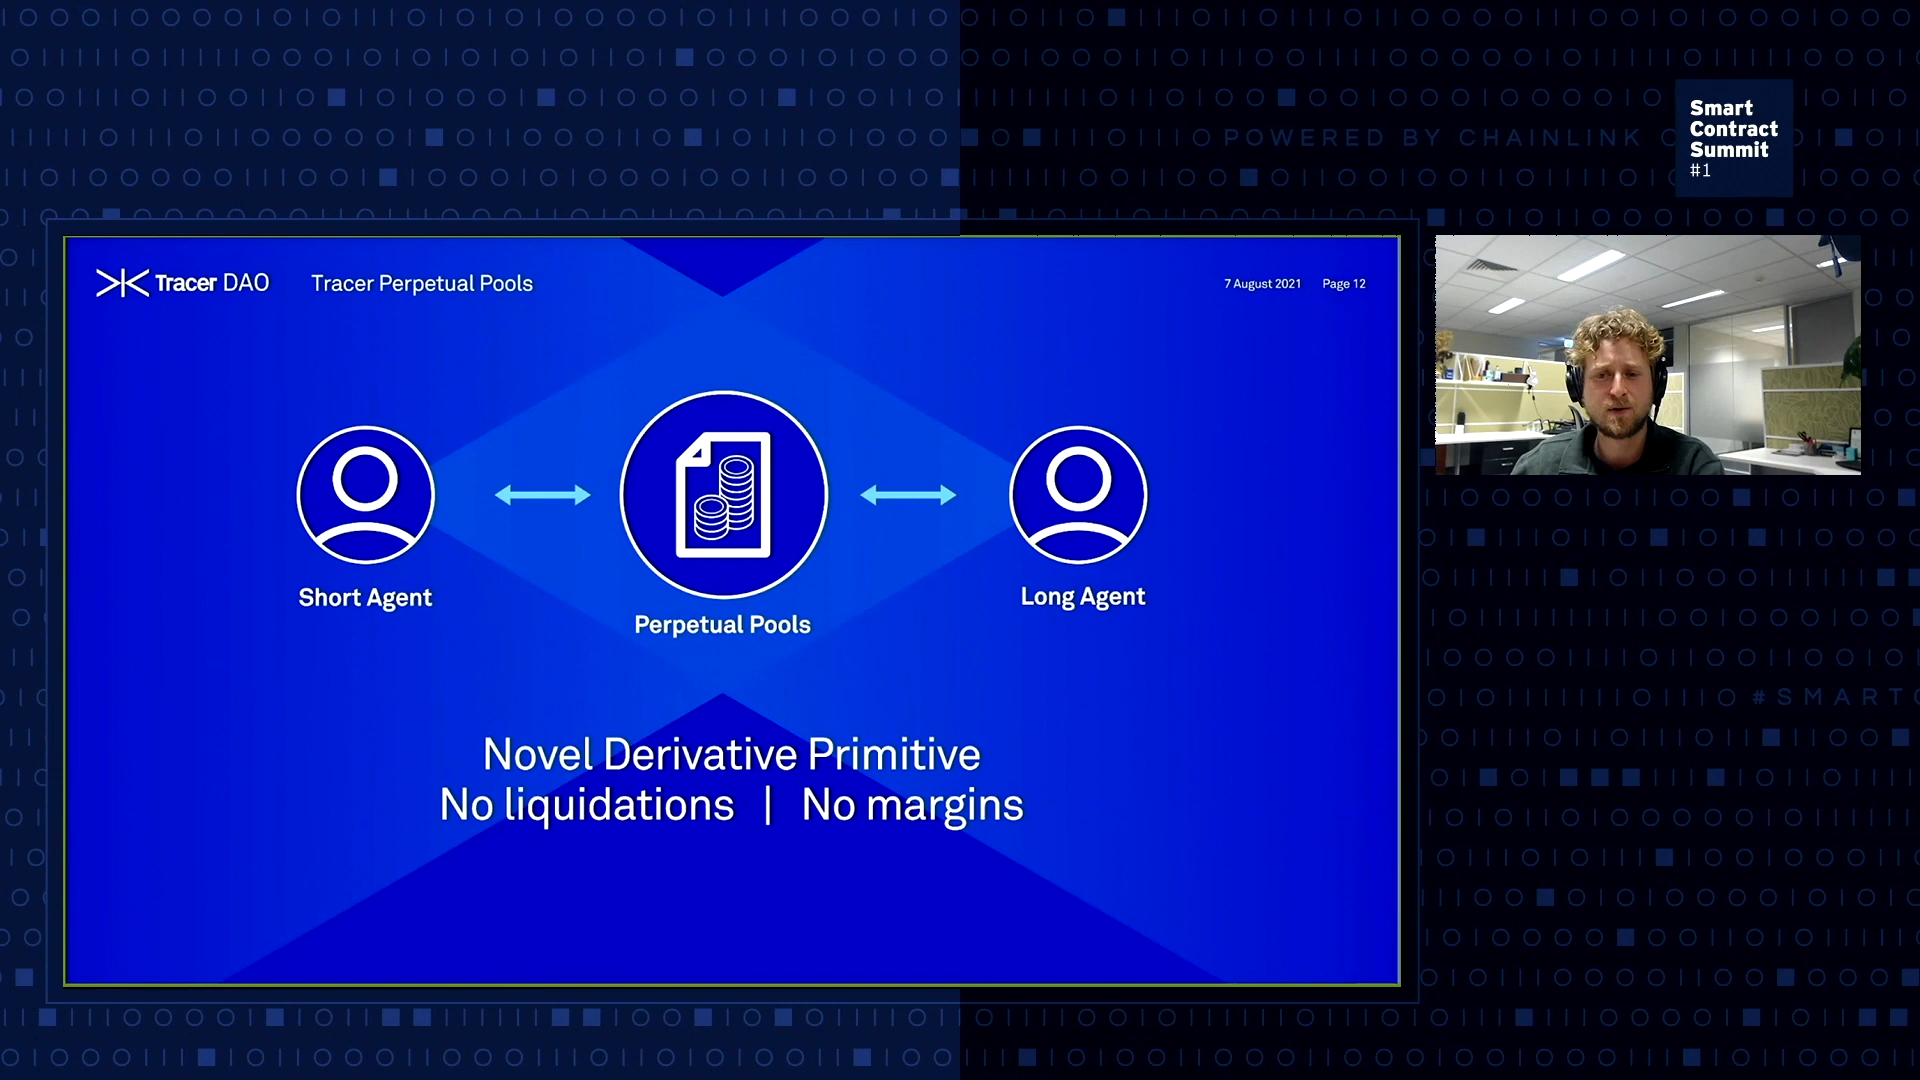 POWERED BY CHAINLINK
Smart
Contract
Summit
#1
Tracer DAO
Tracer Perpetual Pools
7 August 2021
Page 12
Short Agent
Perpetual Pools
Long Agent
Novel Derivative Primitive
No liquidations | No margins
#SMARTC